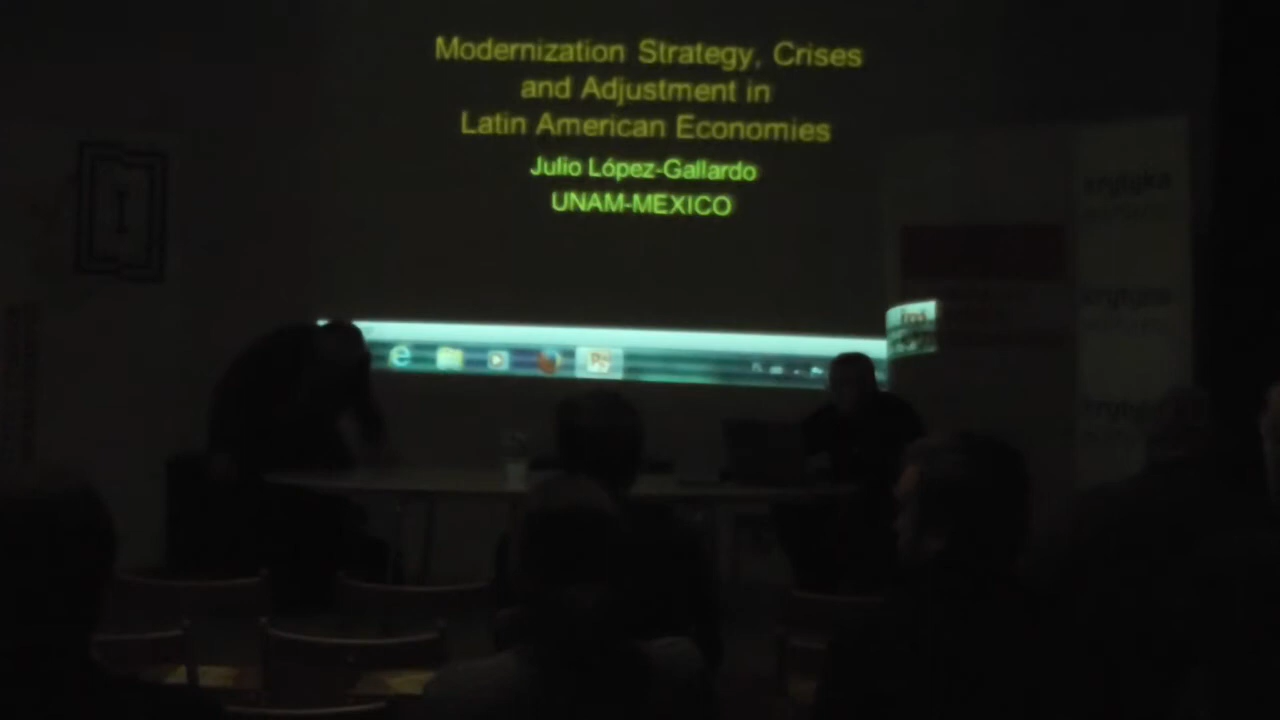 Modernization Strategy, Crises
and Adjustment in
Latin American Economies
Julio López-Gallardo
UNAM-MEXICO